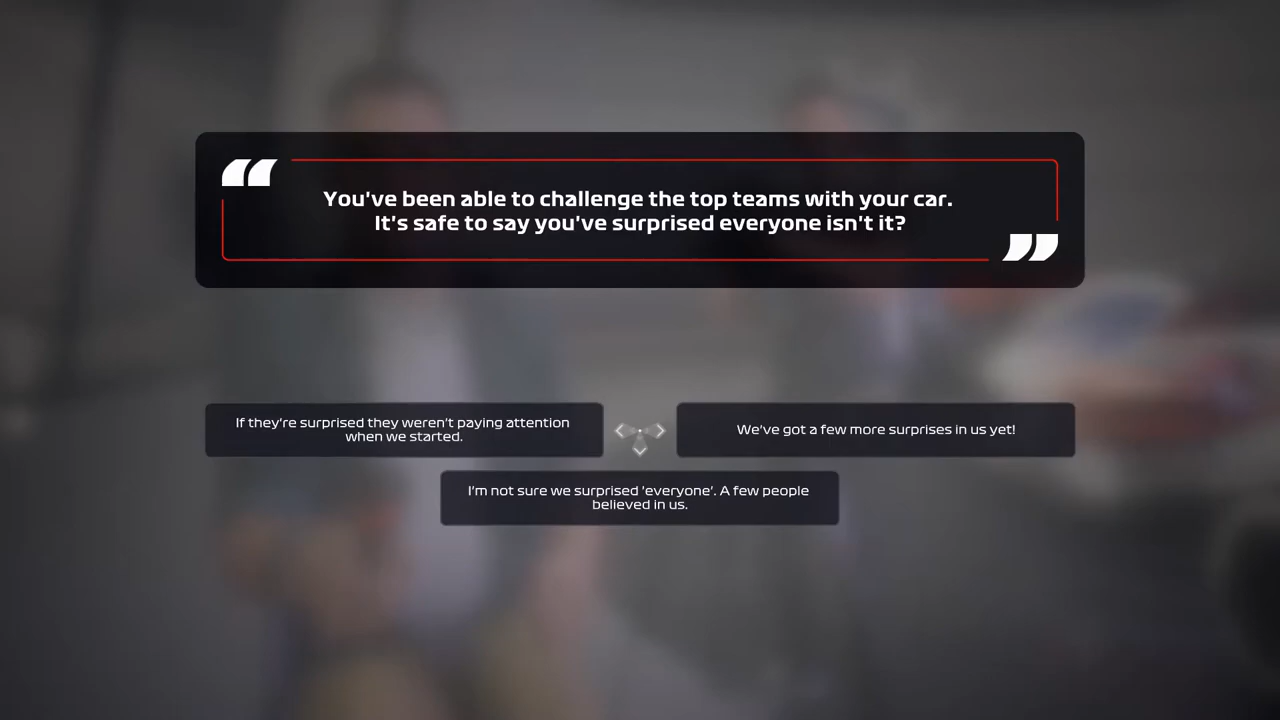 You've been able to challenge the top teams with your car.
It's safe to say you've surprised everyone isn't it?
If they're surprised they weren't paying attention
when we started.
We've got a few more surprises in us yet!
I'm not sure we surprised 'everyone'. A few people
believed in us.